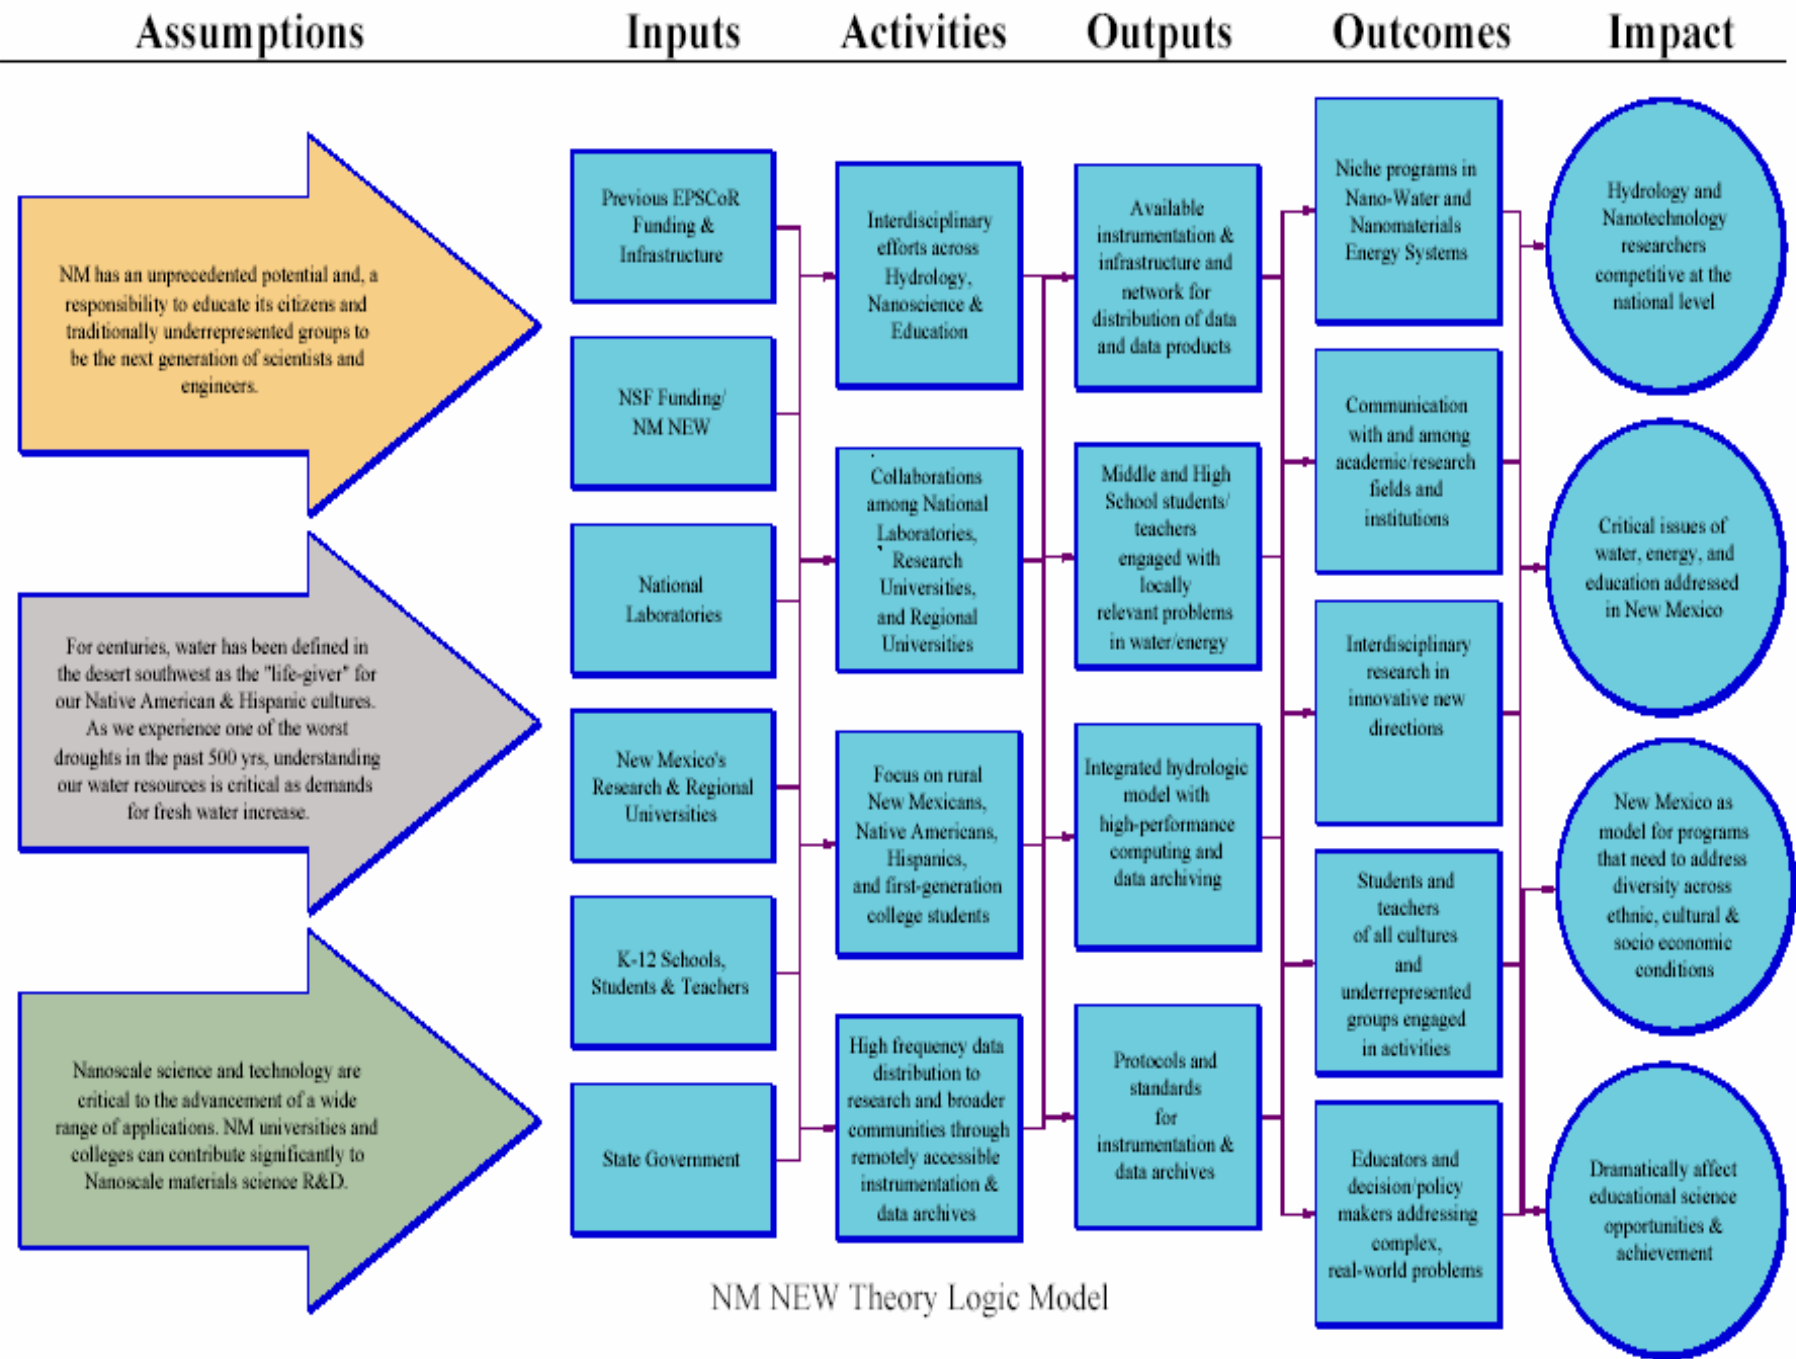 Assumptions
Inputs
Activities
Outputs
Outcomes
Impact
NM has an unprecedented potential and, a
responsibility to educate its citizens and
traditionally underrepresented groups to
be the next generation of scientists and
engineers.
For centuries, water has been defined in
the desert southwest as the "life-giver" for
our Native American & Hispanic cultures.
As we experience one of the worst
droughts in the past 500 yrs, understanding
our water resources is critical as demands
for fresh water increase.
Nanoscale science and technology are
critical to the advancement of a wide
range of applications. NM universities and
colleges can contribute significantly to
Nanoscale materials science R&D.
Previous EPSCoR
Funding &
Infrastructure
NSF Funding/
NM NEW
National
Laboratories
New Mexico's
Research & Regional
Universities
K-12 Schools,
Students & Teachers
State Government
Interdisciplinary
efforts across
Hydrology,
Nanoscience &
Education
Collaborations
among National
Laboratories,
Research
Universities,
and Regional
Universities
Focus on rural
New Mexicans,
Native Americans,
Hispanics,
and first-generation
college students
High frequency data
distribution to
research and broader
communities through
remotely accessible
instrumentation &
data archives
Available
instrumentation &
infrastructure and
network for
distribution of data
and data products
Middle and High
School students/
teachers
engaged with
locally
relevant problems
in water/energy
Integrated hydrologic
model with
high-performance
computing and
data archiving
Protocols and
standards
for
instrumentation &
data archives
Niche programs in
Nano-Water and
Nanomaterials
Energy Systems
Communication
with and among
academic/research
fields and
institutions
Interdisciplinary
research in
innovative new
directions
Students and
teachers
of all cultures
and
underrepresented
groups engaged
in activities
Educators and
decision/policy
makers addressing
complex,
real-world problems
Hydrology and
Nanotechnology
researchers
competitive at the
national level
Critical issues of
water, energy, and
education addressed
in New Mexico
New Mexico as
model for programs
that need to address
diversity across
ethnic, cultural &
socio economic
conditions
Dramatically affect
educational science
opportunities &
achievement
NM NEW Theory Logic Model